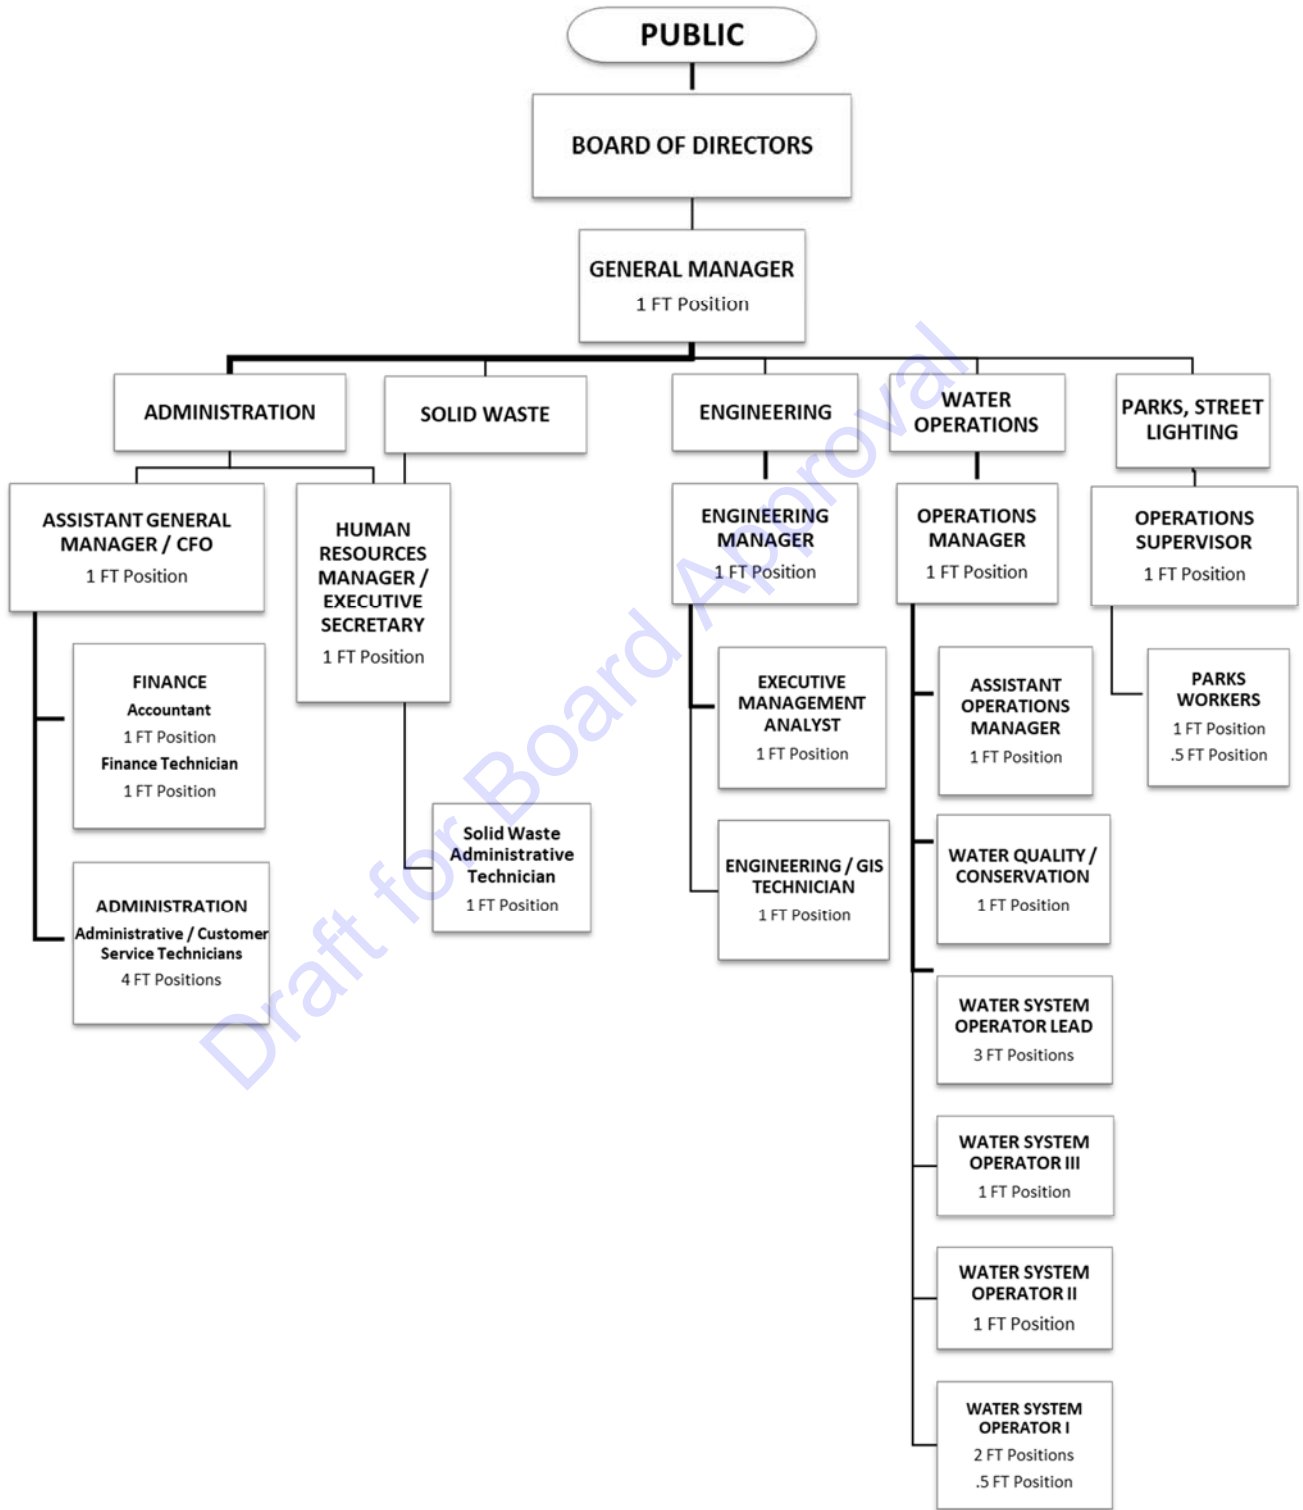 PUBLIC
BOARD OF DIRECTORS
GENERAL MANAGER
1 FT Position
ADMINISTRATION
SOLID WASTE
ENGINEERING
WATER
OPERATIONS
PARKS, STREET
LIGHTING
ASSISTANT GENERAL
MANAGER / CFO
1 FT Position
HUMAN
RESOURCES
MANAGER /
EXECUTIVE
SECRETARY
1 FT Position
ENGINEERING
MANAGER
1 FT Position
OPERATIONS
MANAGER
1 FT Position
OPERATIONS
SUPERVISOR
1 FT Position
FINANCE
Accountant
1 FT Position
Finance Technician
1 FT Position
ADMINISTRATION
Administrative / Customer
Service Technicians
4 FT Positions
Solid Waste
Administrative
Technician
1 FT Position
EXECUTIVE
MANAGEMENT
ANALYST
1 FT Position
ENGINEERING / GIS
TECHNICIAN
1 FT Position
ASSISTANT
OPERATIONS
MANAGER
1 FT Position
WATER QUALITY /
CONSERVATION
1 FT Position
WATER SYSTEM
OPERATOR LEAD
3 FT Positions
WATER SYSTEM
OPERATOR III
1 FT Position
WATER SYSTEM
OPERATOR II
1 FT Position
WATER SYSTEM
OPERATOR I
2 FT Positions
.5 FT Position
PARKS
WORKERS
1 FT Position
.5 FT Position
Draft for Board Approval